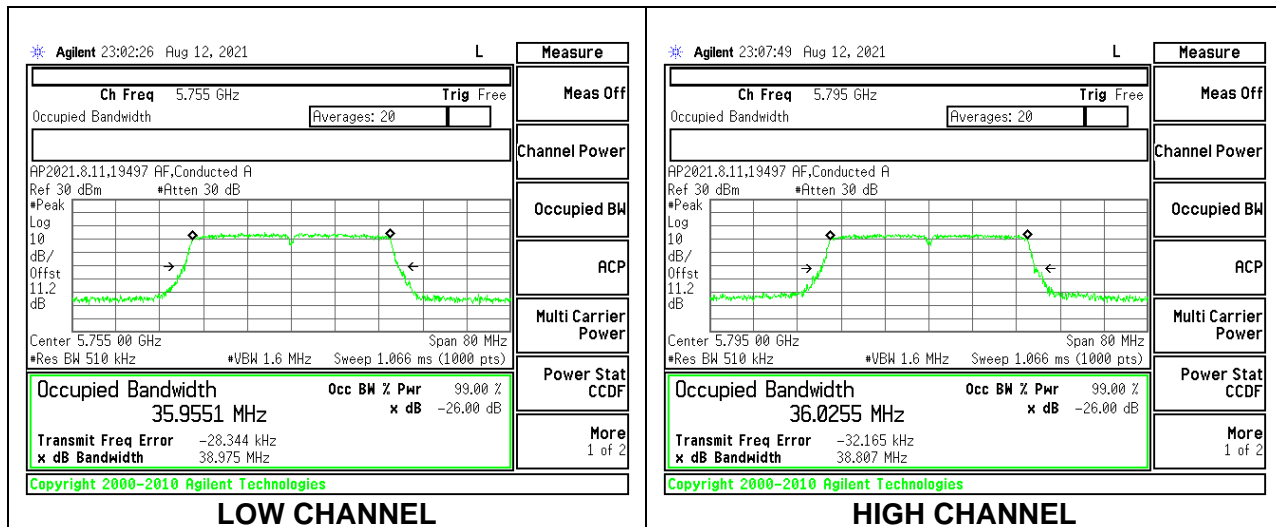 Agilent 23:02:26 Aug 12, 2021 L Measure
Ch Freq 5.755 GHz Trig Free
Occupied Bandwidth Averages: 20
AP2021.8.11,19497 AF,Conducted A
Ref 30 dBm #Atten 30 dB
#Peak
Log
10
dB/
Offst
11.2
dB
Center 5.755 00 GHz Span 80 MHz
#Res BW 510 kHz #VBW 1.6 MHz Sweep 1.066 ms (1000 pts)
Occupied Bandwidth Occ BW % Pwr 99.00 %
35.9551 MHz x dB -26.00 dB
Transmit Freq Error -28.344 kHz
x dB Bandwidth 38.975 MHz
Copyright 2000-2010 Agilent Technologies
Meas Off
Channel Power
Occupied BW
ACP
Multi Carrier
Power
Power Stat
CCDF
More
1 of 2
LOW CHANNEL
Agilent 23:07:49 Aug 12, 2021 L Measure
Ch Freq 5.795 GHz Trig Free
Occupied Bandwidth Averages: 20
AP2021.8.11,19497 AF,Conducted A
Ref 30 dBm #Atten 30 dB
#Peak
Log
10
dB/
Offst
11.2
dB
Center 5.795 00 GHz Span 80 MHz
#Res BW 510 kHz #VBW 1.6 MHz Sweep 1.066 ms (1000 pts)
Occupied Bandwidth Occ BW % Pwr 99.00 %
36.0255 MHz x dB -26.00 dB
Transmit Freq Error -32.165 kHz
x dB Bandwidth 38.807 MHz
Copyright 2000-2010 Agilent Technologies
Meas Off
Channel Power
Occupied BW
ACP
Multi Carrier
Power
Power Stat
CCDF
More
1 of 2
HIGH CHANNEL